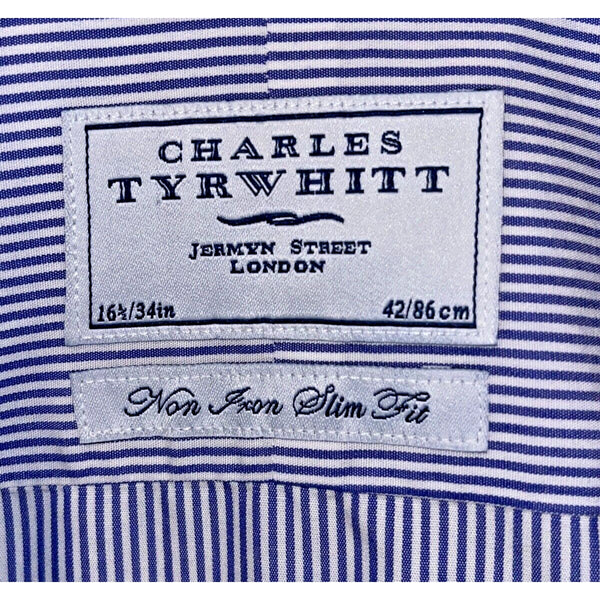 CHARLES
TYRWHITT
JERMYN STREET
LONDON
16½/34in 42/86cm
Non Iron Slim Fit